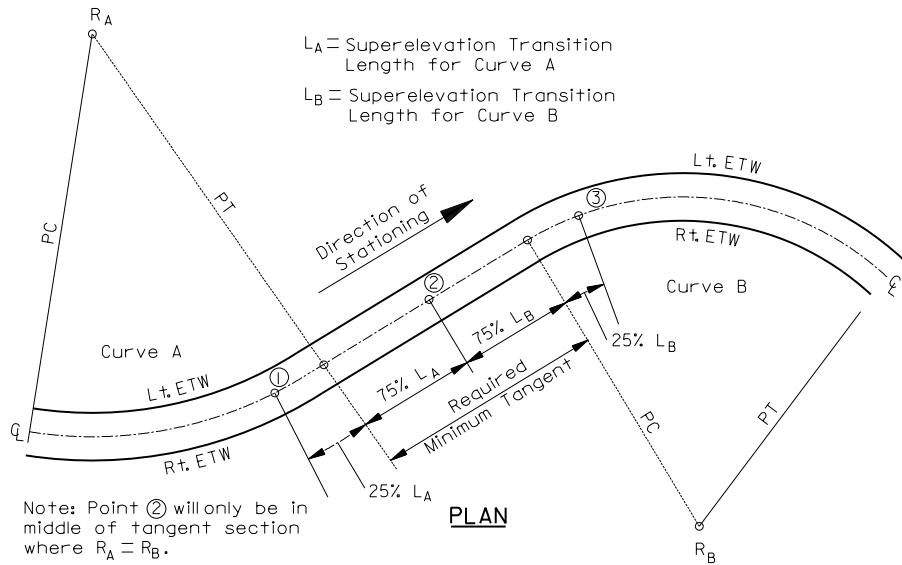 R_A
L_A = Superelevation Transition
Length for Curve A
L_B = Superelevation Transition
Length for Curve B
PC
PT
Direction of
Stationing
Lt. ETW
③
Rt. ETW
②
Curve B
℄
75% L_B
25% L_B
Curve A
①
Lt. ETW
75% L_A
Required
Minimum Tangent
℄
Rt. ETW
25% L_A
PC
PT
Note: Point ② will only be in
middle of tangent section
where R_A = R_B.
PLAN
R_B